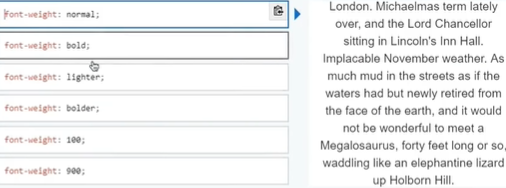 font-weight: normal;
font-weight: bold;
font-weight: lighter;
font-weight: bolder;
font-weight: 100;
font-weight: 900;
London. Michaelmas term lately
over, and the Lord Chancellor
sitting in Lincoln's Inn Hall.
Implacable November weather. As
much mud in the streets as if the
waters had but newly retired from
the face of the earth, and it would
not be wonderful to meet a
Megalosaurus, forty feet long or so,
waddling like an elephantine lizard
up Holborn Hill.